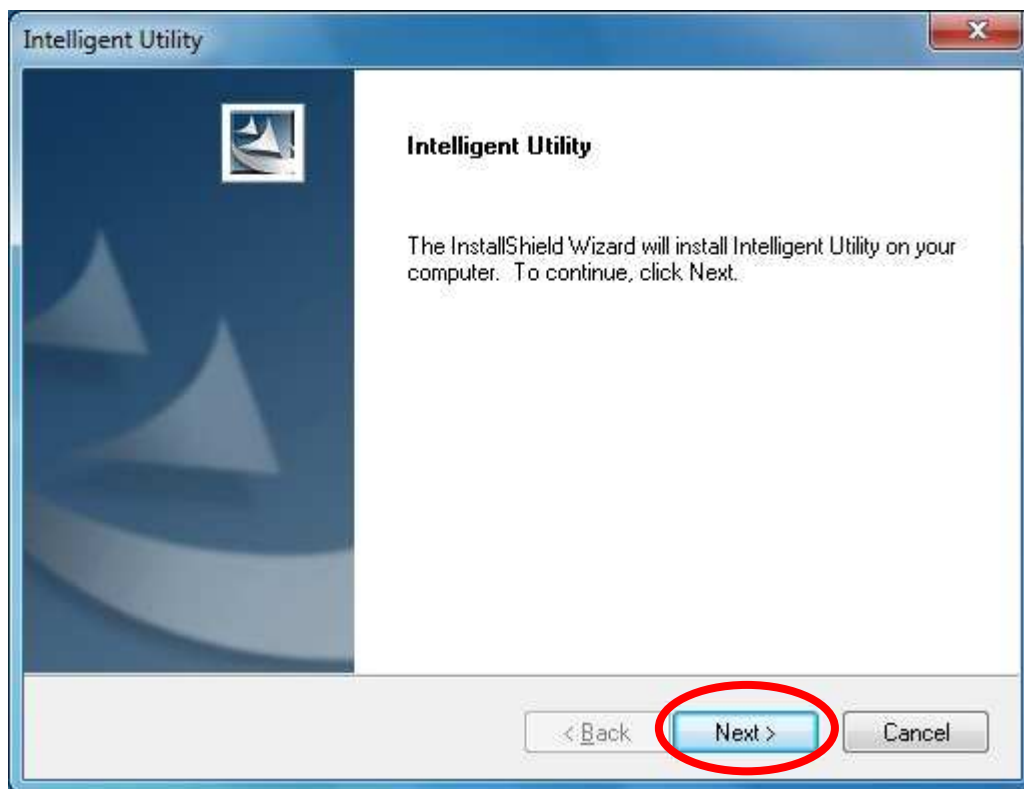 Intelligent Utility
Intelligent Utility
The InstallShield Wizard will install Intelligent Utility on your
computer. To continue, click Next.
< Back Next > Cancel